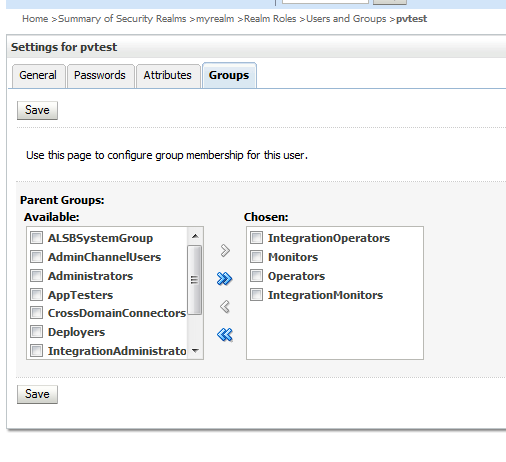 Home >Summary of Security Realms >myrealm >Realm Roles >Users and Groups >pvtest
Settings for pvtest
General Passwords Attributes Groups
Save
Use this page to configure group membership for this user.
Parent Groups:
Available: Chosen:
ALSBSystemGroup IntegrationOperators
AdminChannelUsers Monitors
Administrators Operators
AppTesters IntegrationMonitors
CrossDomainConnectors
Deployers
IntegrationAdministrato
Save